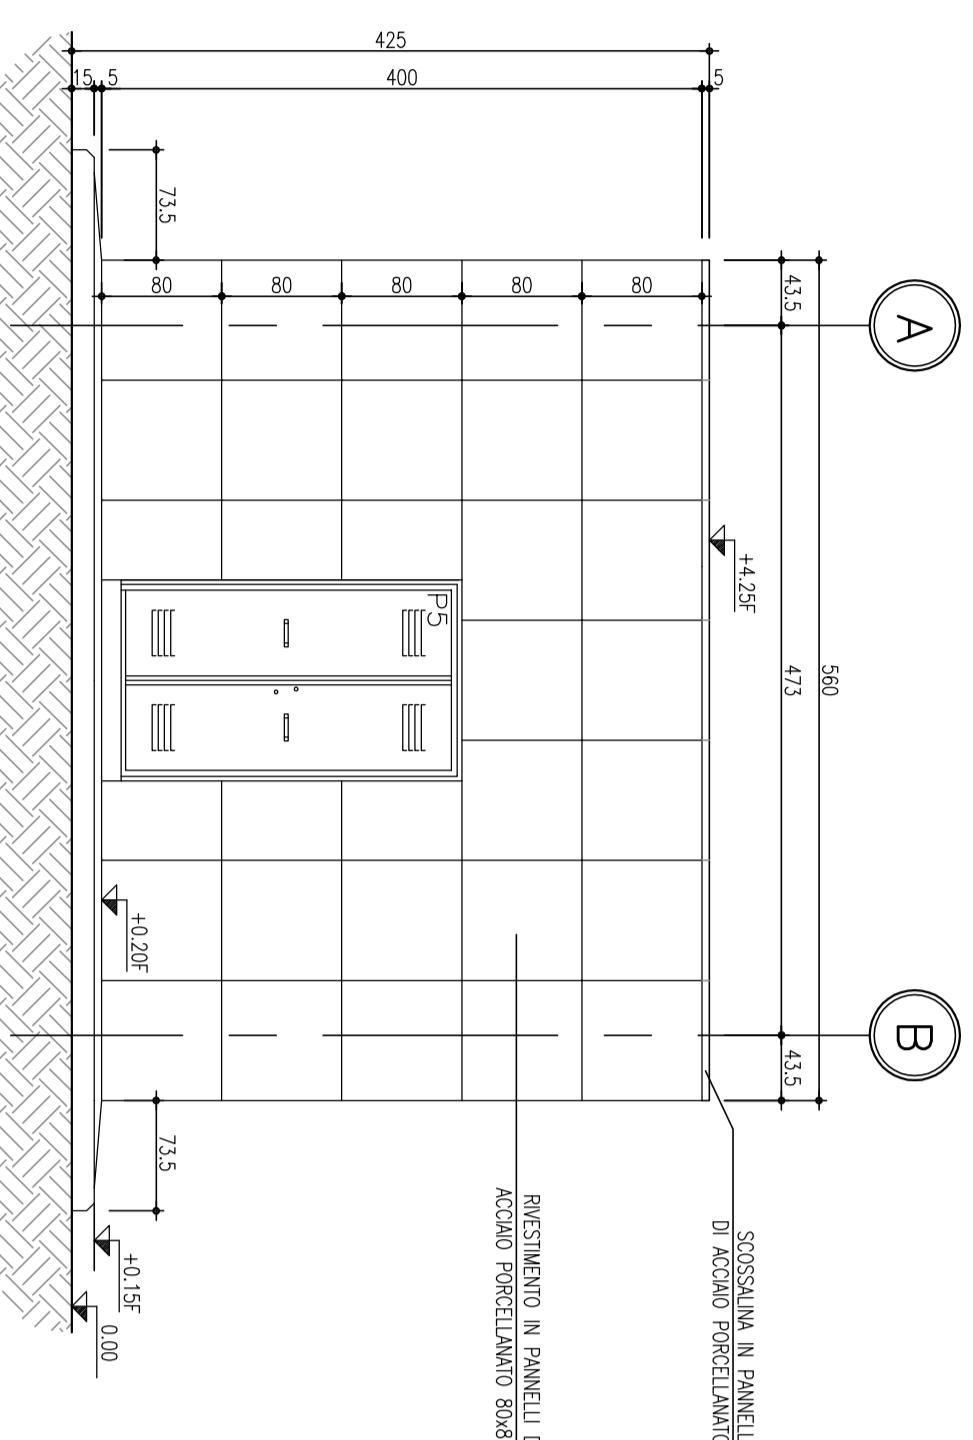 A
B
560
43.5
473
43.5
+4.25F
SCOSSALINA IN PANNELL
DI ACCIAIO PORCELLANATO
5
400
5
15
425
80
80
80
80
80
P5
RIVESTIMENTO IN PANNELLI D
ACCIAIO PORCELLANATO 80x8
73.5
73.5
+0.20F
+0.15F
0.00